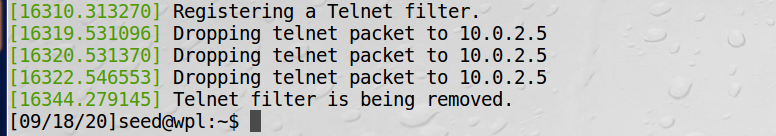 [16310.313270] Registering a Telnet filter.
[16319.531096] Dropping telnet packet to 10.0.2.5
[16320.531370] Dropping telnet packet to 10.0.2.5
[16322.546553] Dropping telnet packet to 10.0.2.5
[16344.279145] Telnet filter is being removed.
[09/18/20]seed@wpl:~$